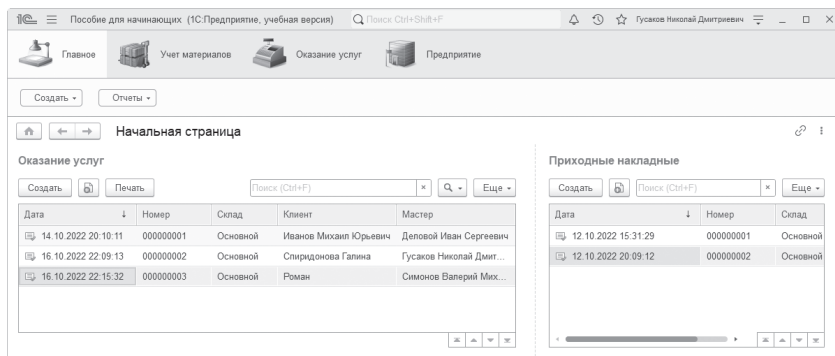 1С Пособие для начинающих (1С:Предприятие, учебная версия) Поиск Ctrl+Shift+F Гусаков Николай Дмитриевич
Главное Учет материалов Оказание услуг Предприятие
Создать Отчеты
Начальная страница
Оказание услуг
Создать Печать Поиск (Ctrl+F) × Еще
Дата ↓ Номер Склад Клиент Мастер
14.10.2022 20:10:11 000000001 Основной Иванов Михаил Юрьевич Деловой Иван Сергеевич
16.10.2022 22:09:13 000000002 Основной Спиридонова Галина Гусаков Николай Дмит...
16.10.2022 22:15:32 000000003 Основной Роман Симонов Валерий Мих...
Приходные накладные
Создать Поиск (Ctrl+F) × Еще
Дата ↓ Номер Склад
12.10.2022 15:31:29 000000001 Основной
12.10.2022 20:09:12 000000002 Основной